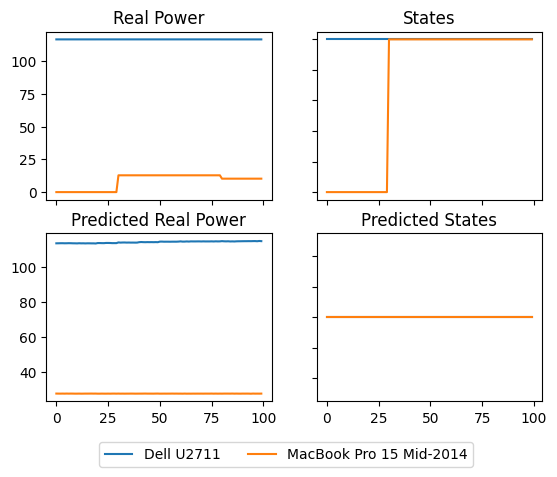 Real Power
States
100
75
50
25
0
Predicted Real Power
Predicted States
100
80
60
40
0 25 50 75 100
0 25 50 75 100
Dell U2711 MacBook Pro 15 Mid-2014